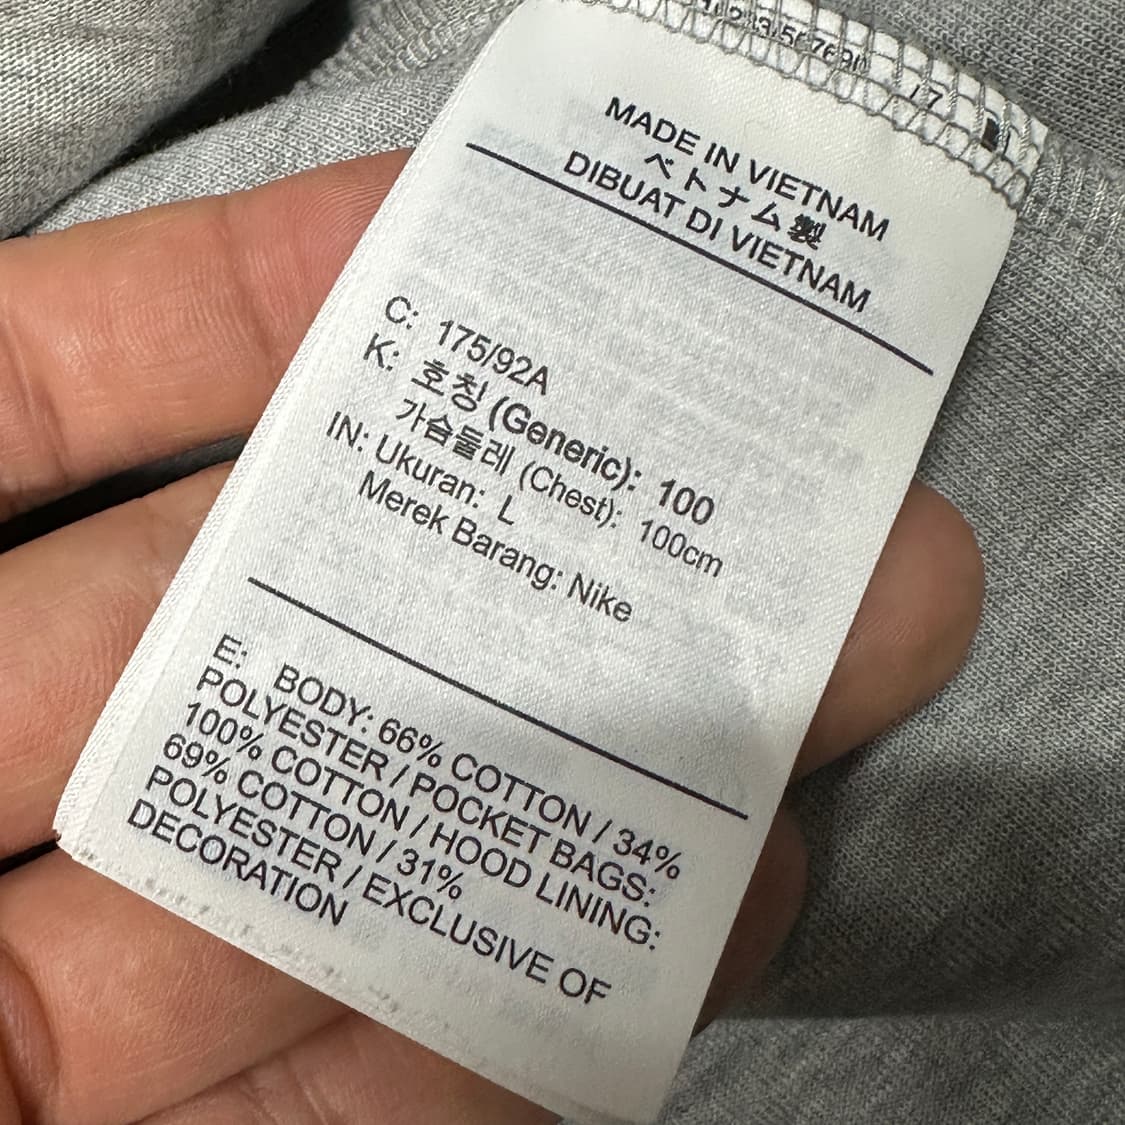 MADE IN VIETNAM
ベトナム製
DIBUAT DI VIETNAM
C: 175/92A
K: 호칭 (Generic): 100
가슴둘레 (Chest): 100cm
IN: Ukuran: L
Merek Barang: Nike
E: BODY: 66% COTTON / 34%
POLYESTER / POCKET BAGS:
100% COTTON / HOOD LINING:
69% COTTON / 31%
POLYESTER / EXCLUSIVE OF
DECORATION